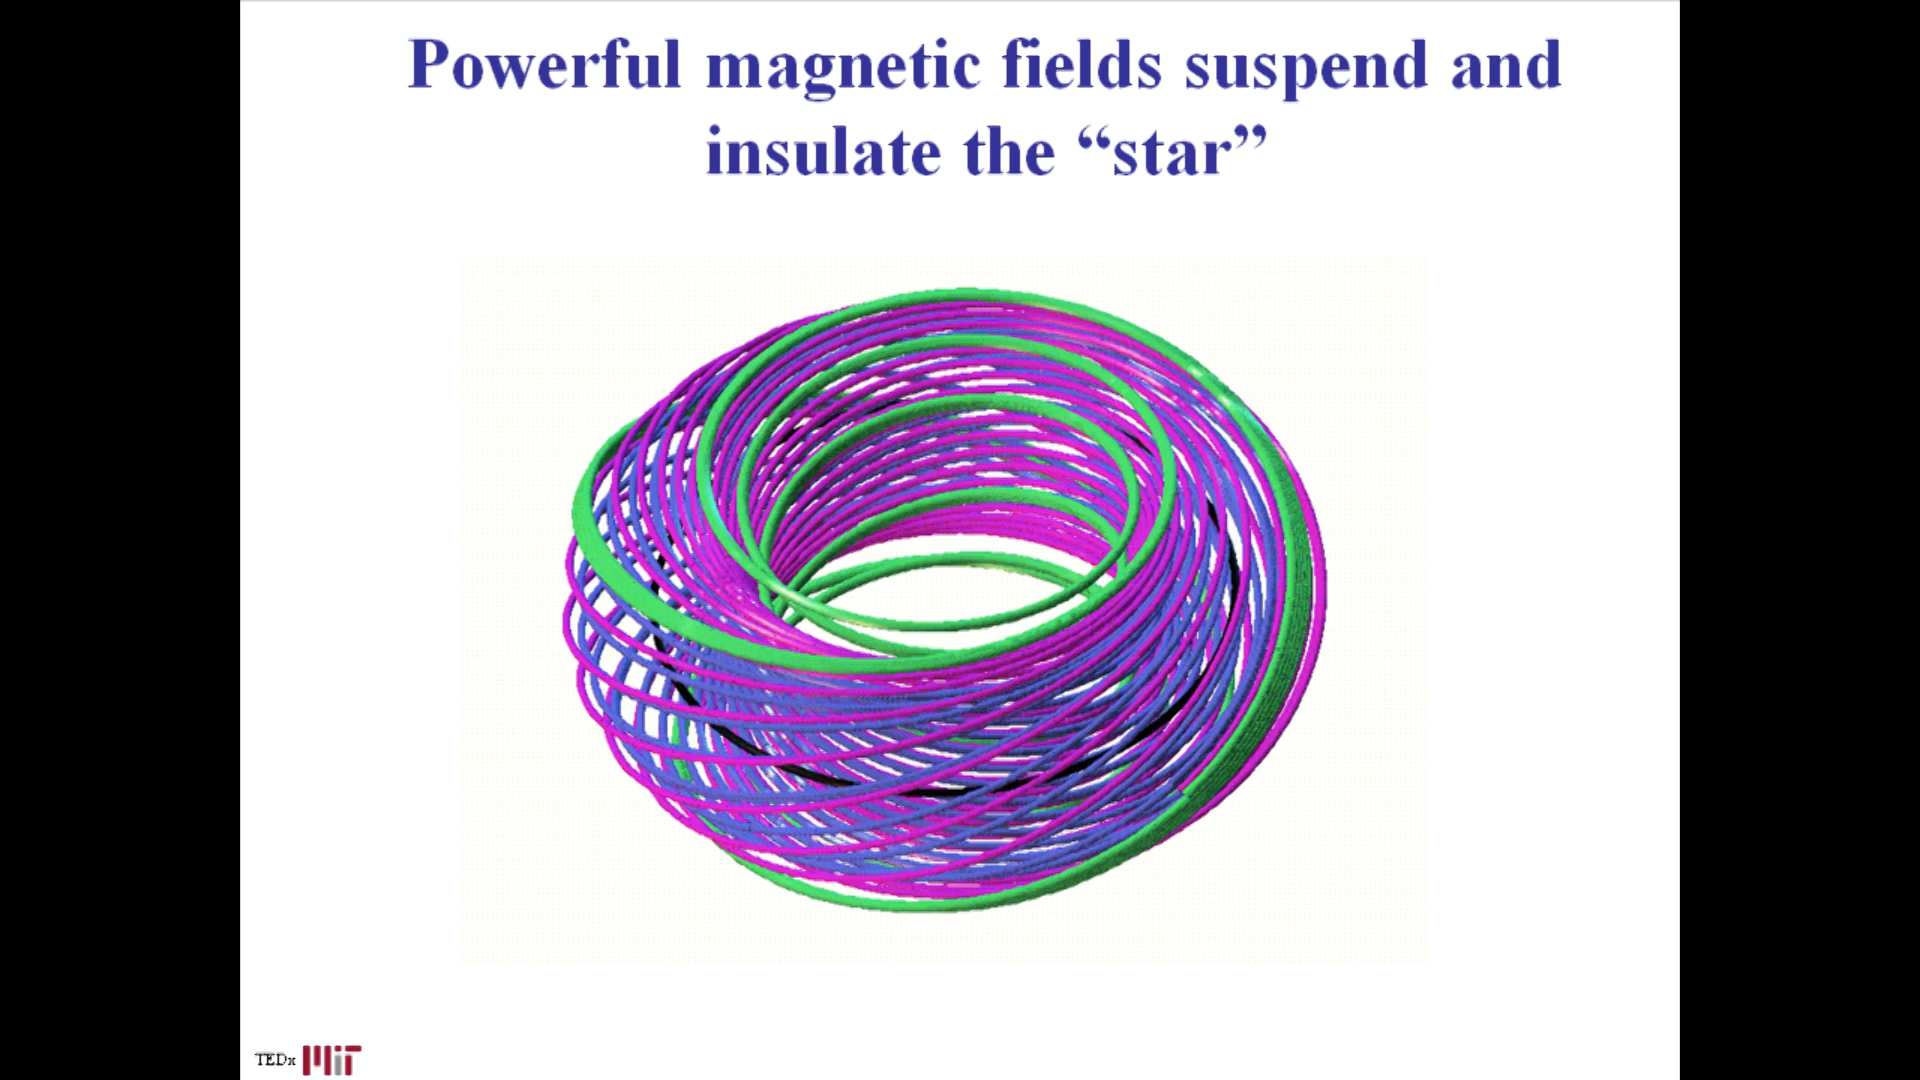 Powerful magnetic fields suspend and
insulate the “star”
TEDx MIT